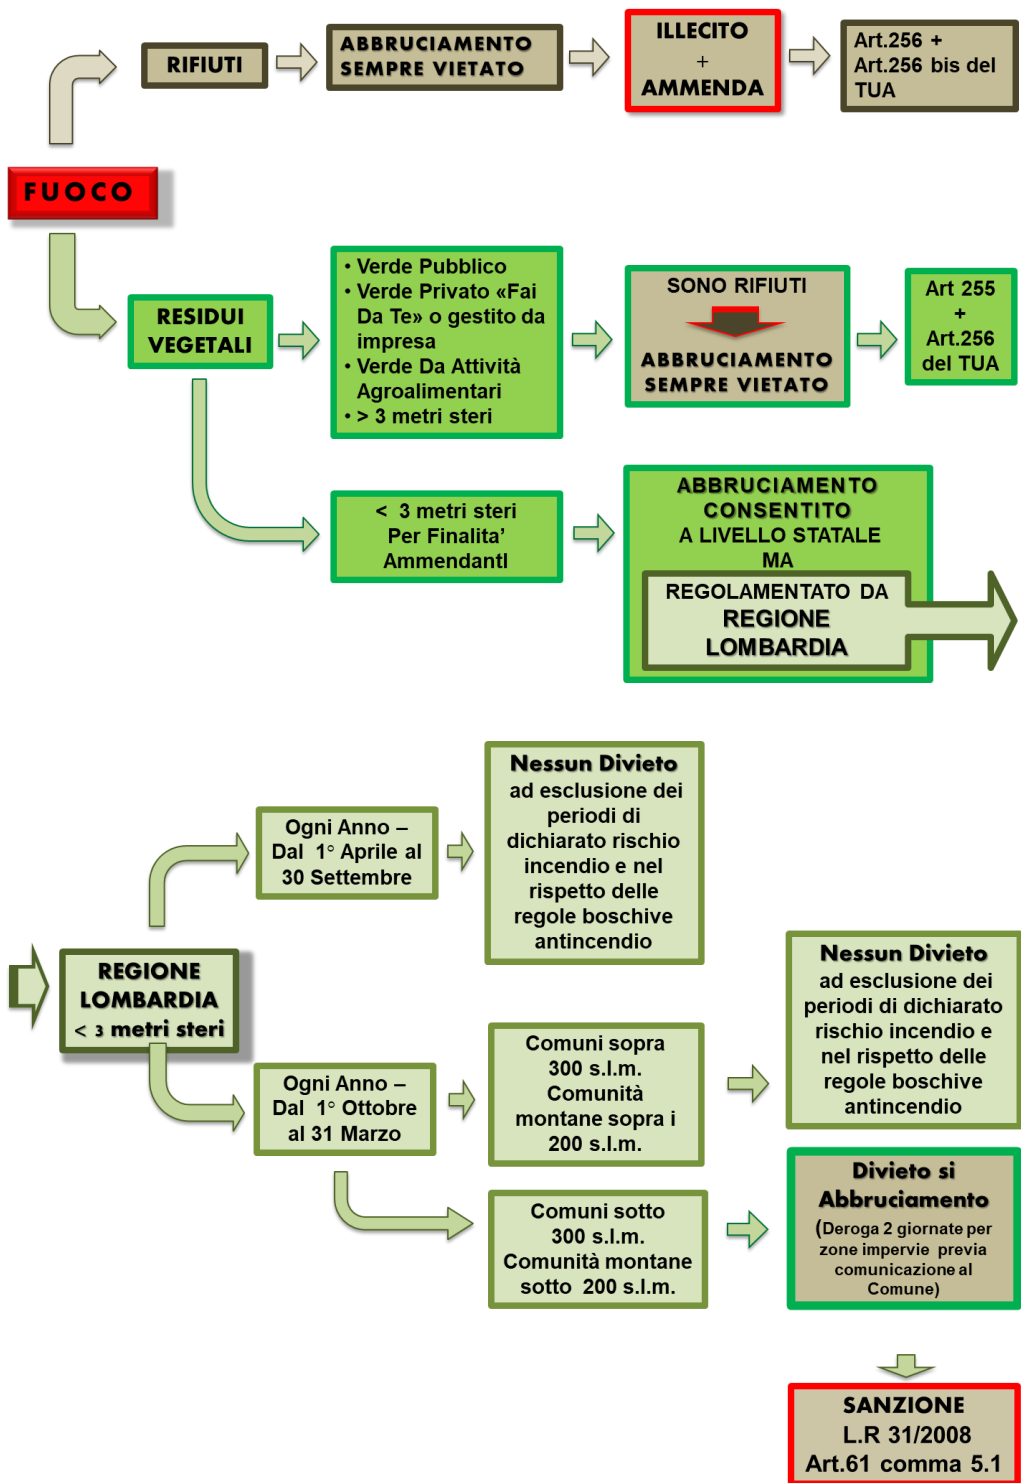 RIFIUTI
ABBRUCIAMENTO
SEMPRE VIETATO
ILLECITO
+
AMMENDA
Art.256 +
Art.256 bis del
TUA
FUOCO
RESIDUI
VEGETALI
• Verde Pubblico
• Verde Privato «Fai
Da Te» o gestito da
impresa
• Verde Da Attività
Agroalimentari
• > 3 metri steri
SONO RIFIUTI
ABBRUCIAMENTO
SEMPRE VIETATO
Art 255
+
Art.256
del TUA
< 3 metri steri
Per Finalita’
AmmendantI
ABBRUCIAMENTO
CONSENTITO
A LIVELLO STATALE
MA
REGOLAMENTATO DA
REGIONE
LOMBARDIA
REGIONE
LOMBARDIA
< 3 metri steri
Ogni Anno –
Dal 1° Aprile al
30 Settembre
Nessun Divieto
ad esclusione dei
periodi di
dichiarato rischio
incendio e nel
rispetto delle
regole boschive
antincendio
Ogni Anno –
Dal 1° Ottobre
al 31 Marzo
Comuni sopra
300 s.l.m.
Comunità
montane sopra i
200 s.l.m.
Nessun Divieto
ad esclusione dei
periodi di dichiarato
rischio incendio e
nel rispetto delle
regole boschive
antincendio
Comuni sotto
300 s.l.m.
Comunità montane
sotto 200 s.l.m.
Divieto si
Abbruciamento
(Deroga 2 giornate per
zone impervie previa
comunicazione al
Comune)
SANZIONE
L.R 31/2008
Art.61 comma 5.1